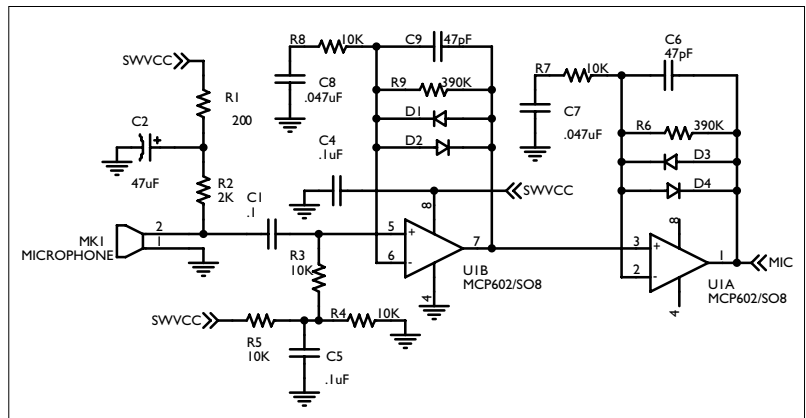 SWVCC
R1
200
C2
+
47uF
R2
2K
C1
.1
2
1
MK1
MICROPHONE
R8
10K
C8
.047uF
C9
47pF
R9
390K
D1
D2
C4
.1uF
SWVCC
8
5
+
6
-
7
4
U1B
MCP602/SO8
R3
10K
SWVCC
R5
10K
R4
10K
C5
.1uF
R7
10K
C7
.047uF
C6
47pF
R6
390K
D3
D4
8
3
+
2
-
1
MIC
4
U1A
MCP602/SO8